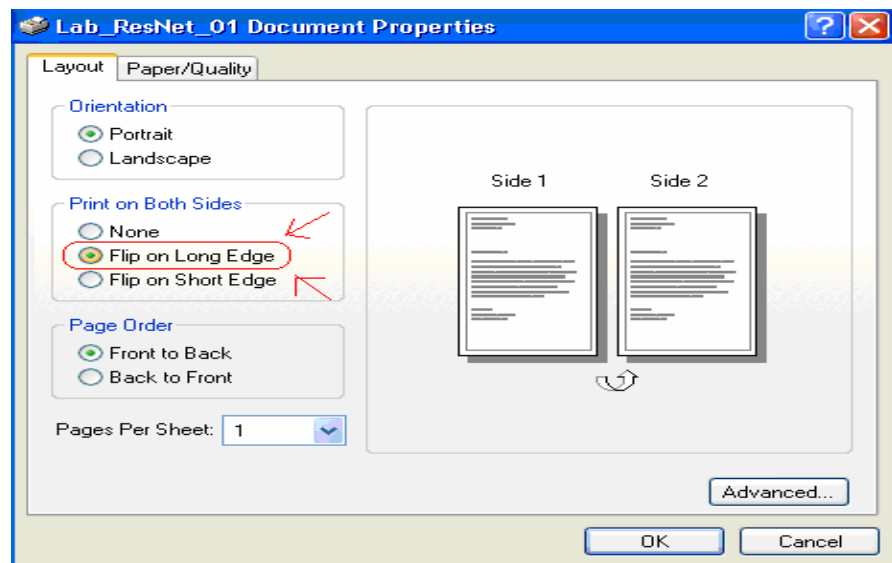 Lab_ResNet_01 Document Properties
Layout
Paper/Quality
Orientation
Portrait
Landscape
Print on Both Sides
None
Flip on Long Edge
Flip on Short Edge
Page Order
Front to Back
Back to Front
Pages Per Sheet: 1
Side 1
Side 2
Advanced...
OK
Cancel